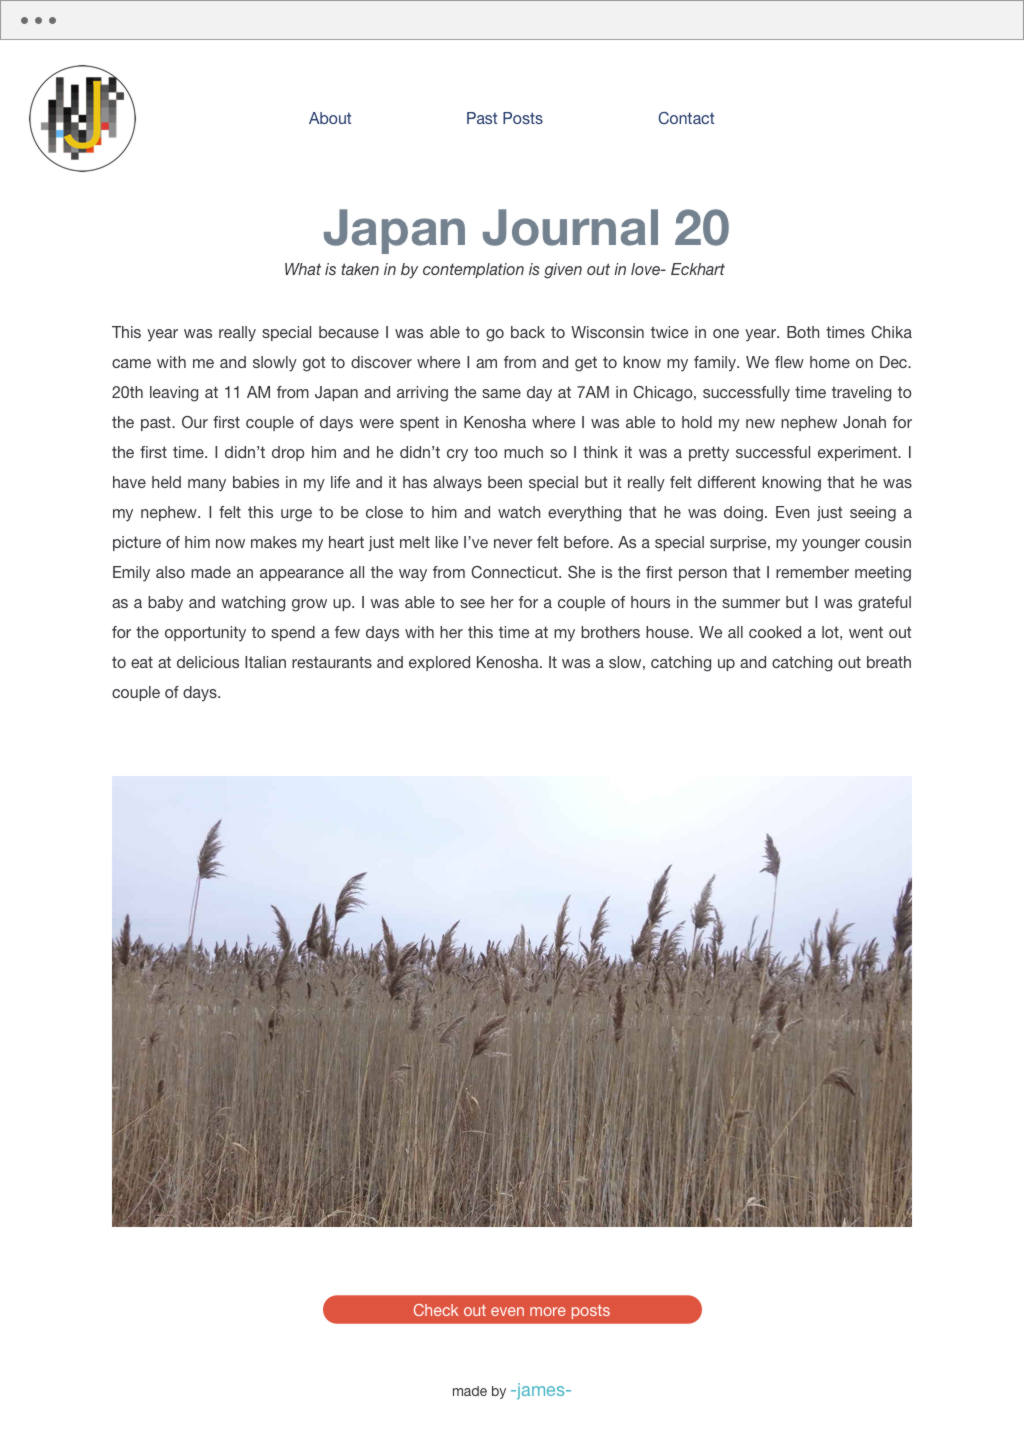 About
Past Posts
Contact
Japan Journal 20
What is taken in by contemplation is given out in love- Eckhart
This year was really special because I was able to go back to Wisconsin twice in one year. Both times Chika
came with me and slowly got to discover where I am from and get to know my family. We flew home on Dec.
20th leaving at 11 AM from Japan and arriving the same day at 7AM in Chicago, successfully time traveling to
the past. Our first couple of days were spent in Kenosha where I was able to hold my new nephew Jonah for
the first time. I didn’t drop him and he didn’t cry too much so I think it was a pretty successful experiment. I
have held many babies in my life and it has always been special but it really felt different knowing that he was
my nephew. I felt this urge to be close to him and watch everything that he was doing. Even just seeing a
picture of him now makes my heart just melt like I’ve never felt before. As a special surprise, my younger cousin
Emily also made an appearance all the way from Connecticut. She is the first person that I remember meeting
as a baby and watching grow up. I was able to see her for a couple of hours in the summer but I was grateful
for the opportunity to spend a few days with her this time at my brothers house. We all cooked a lot, went out
to eat at delicious Italian restaurants and explored Kenosha. It was a slow, catching up and catching out breath
couple of days.
Check out even more posts
made by -james-